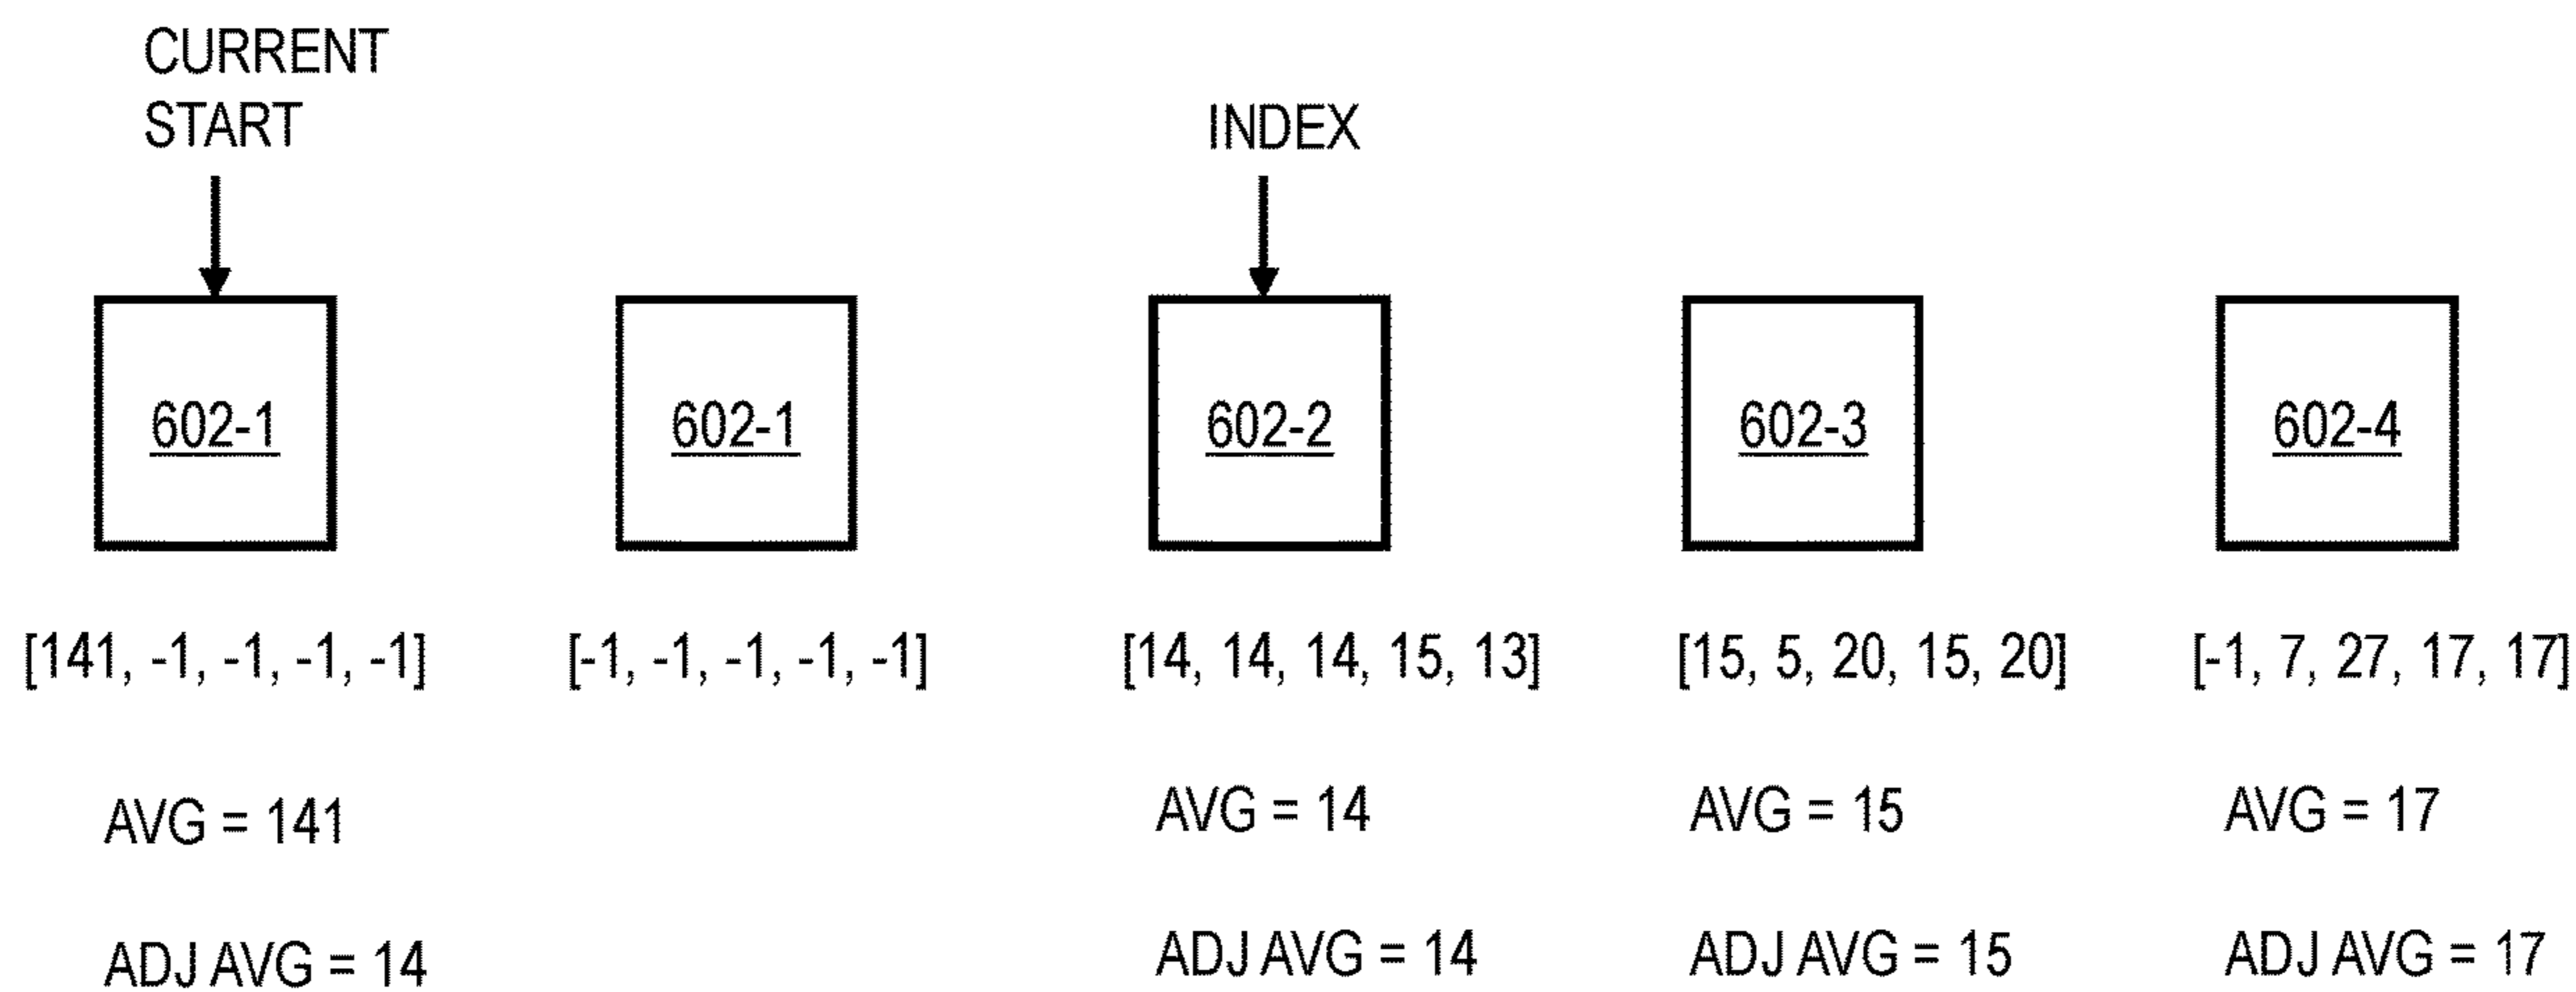 CURRENT
START
INDEX
602-1
602-1
602-2
602-3
602-4
[141, -1, -1, -1, -1]
[-1, -1, -1, -1, -1]
[14, 14, 14, 15, 13]
[15, 5, 20, 15, 20]
[-1, 7, 27, 17, 17]
AVG = 141
AVG = 14
AVG = 15
AVG = 17
ADJ AVG = 14
ADJ AVG = 14
ADJ AVG = 15
ADJ AVG = 17